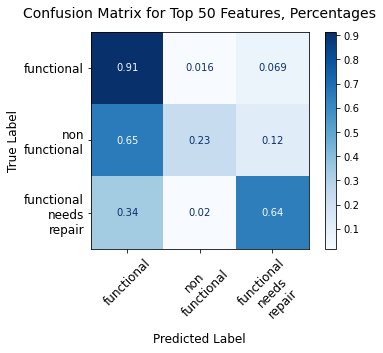 Confusion Matrix for Top 50 Features, Percentages
functional
0.91 0.016 0.069
non
functional
0.65 0.23 0.12
functional
needs
repair
0.34 0.02 0.64
True Label
functional
non
functional
functional
needs
repair
Predicted Label
0.9
0.8
0.7
0.6
0.5
0.4
0.3
0.2
0.1